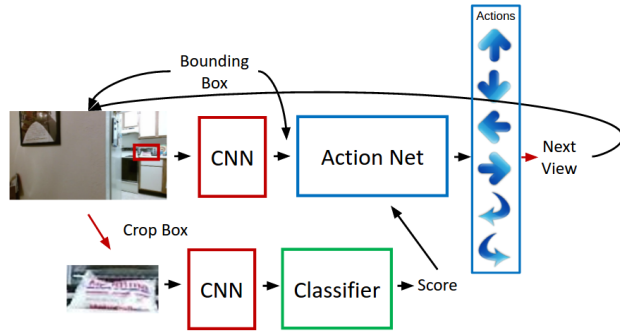 Actions
Bounding
Box
CNN
Action Net
Next
View
Crop Box
CNN
Classifier
Score